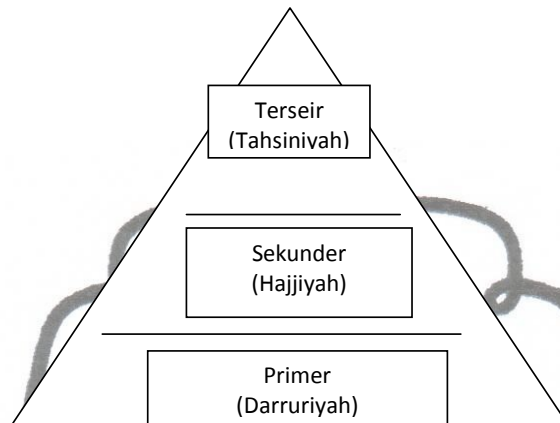 Terseir
(Tahsiniyah)
Sekunder
(Hajjiyah)
Primer
(Darruriyah)